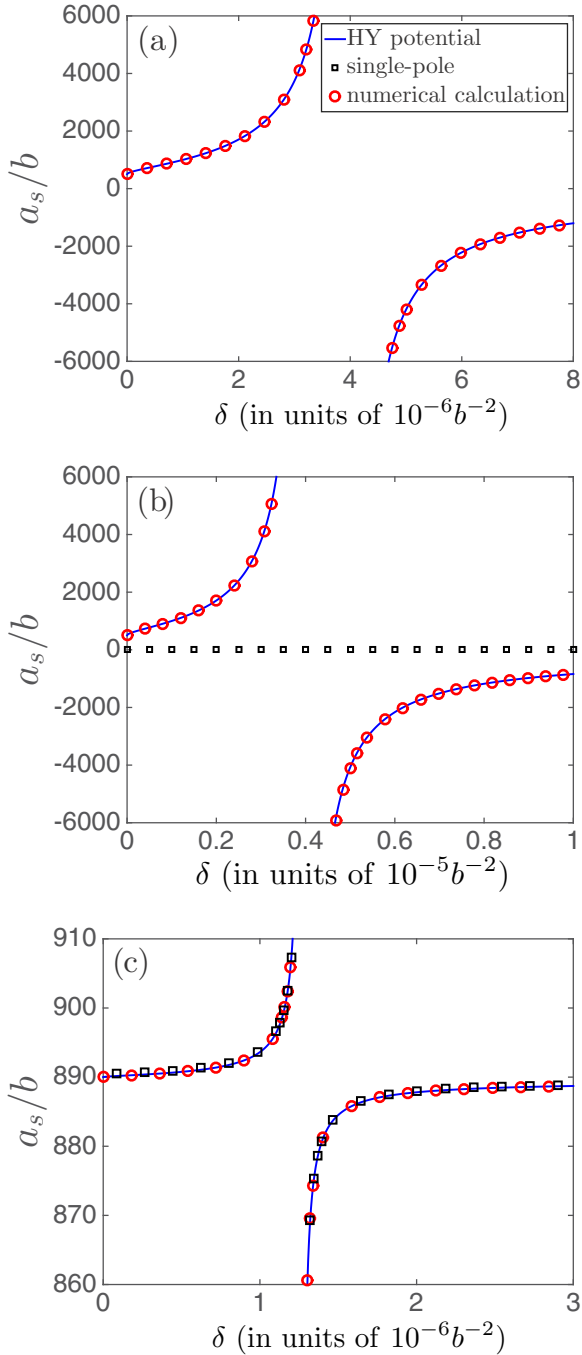 (a)
HY potential
single-pole
numerical calculation
6000
4000
2000
0
-2000
-4000
-6000
a_s/b
0 2 4 6 8
δ (in units of 10^{-6}b^{-2})
(b)
6000
4000
2000
0
-2000
-4000
-6000
a_s/b
0 0.2 0.4 0.6 0.8 1
δ (in units of 10^{-5}b^{-2})
(c)
910
900
890
880
870
860
a_s/b
0 1 2 3
δ (in units of 10^{-6}b^{-2})